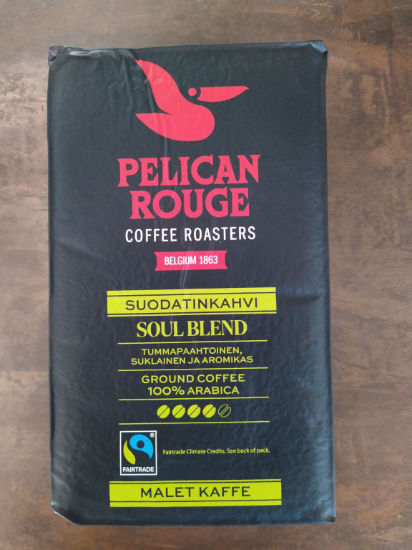 PELICAN
ROUGE
COFFEE ROASTERS
BELGIUM 1863
SUODATINKAHVI
SOUL BLEND
TUMMAPAAHTOINEN,
SUKLAINEN JA AROMIKAS
GROUND COFFEE
100% ARABICA
Fairtrade Climate Credits. See back of pack.
FAIRTRADE
MALET KAFFE